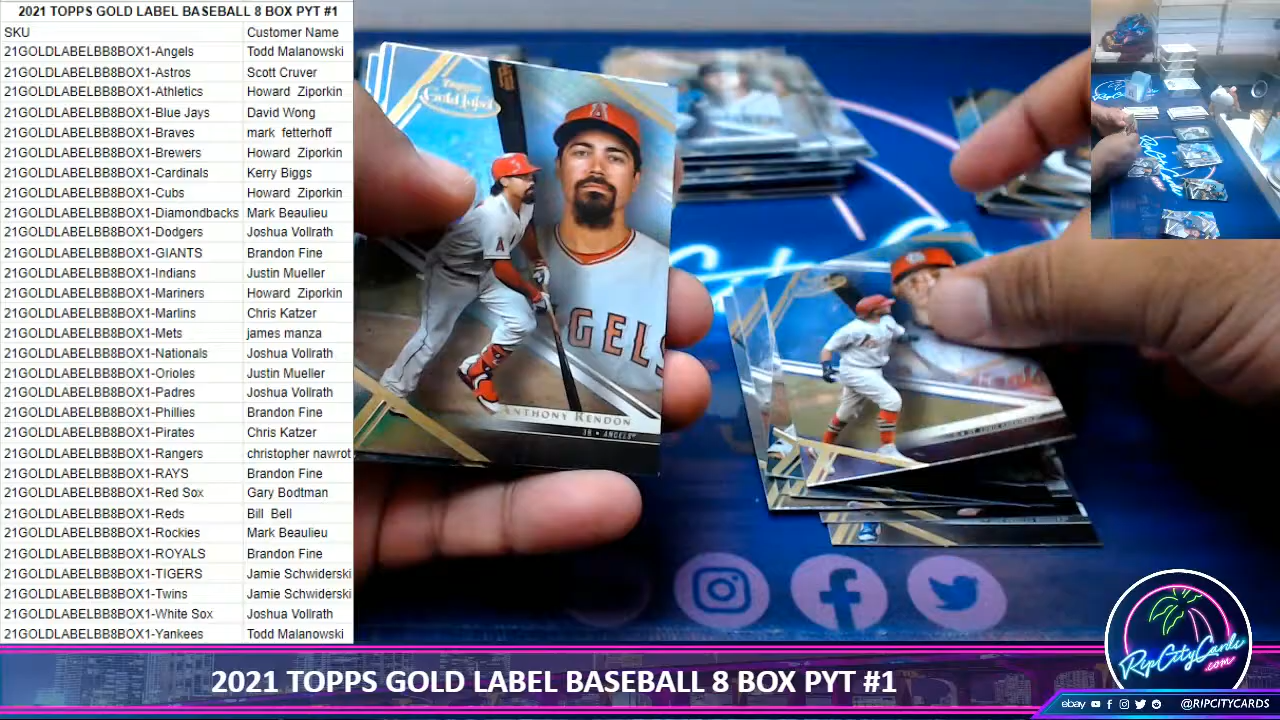 2021 TOPPS GOLD LABEL BASEBALL 8 BOX PYT #1
SKU Customer Name
21GOLDLABELBB8BOX1-Angels Todd Malanowski
21GOLDLABELBB8BOX1-Astros Scott Cruver
21GOLDLABELBB8BOX1-Athletics Howard Ziporkin
21GOLDLABELBB8BOX1-Blue Jays David Wong
21GOLDLABELBB8BOX1-Braves mark fetterhoff
21GOLDLABELBB8BOX1-Brewers Howard Ziporkin
21GOLDLABELBB8BOX1-Cardinals Kerry Biggs
21GOLDLABELBB8BOX1-Cubs Howard Ziporkin
21GOLDLABELBB8BOX1-Diamondbacks Mark Beaulieu
21GOLDLABELBB8BOX1-Dodgers Joshua Vollrath
21GOLDLABELBB8BOX1-GIANTS Brandon Fine
21GOLDLABELBB8BOX1-Indians Justin Mueller
21GOLDLABELBB8BOX1-Mariners Howard Ziporkin
21GOLDLABELBB8BOX1-Marlins Chris Katzer
21GOLDLABELBB8BOX1-Mets james manza
21GOLDLABELBB8BOX1-Nationals Joshua Vollrath
21GOLDLABELBB8BOX1-Orioles Justin Mueller
21GOLDLABELBB8BOX1-Padres Joshua Vollrath
21GOLDLABELBB8BOX1-Phillies Brandon Fine
21GOLDLABELBB8BOX1-Pirates Chris Katzer
21GOLDLABELBB8BOX1-Rangers christopher nawrot
21GOLDLABELBB8BOX1-RAYS Brandon Fine
21GOLDLABELBB8BOX1-Red Sox Gary Bodtman
21GOLDLABELBB8BOX1-Reds Bill Bell
21GOLDLABELBB8BOX1-Rockies Mark Beaulieu
21GOLDLABELBB8BOX1-ROYALS Brandon Fine
21GOLDLABELBB8BOX1-TIGERS Jamie Schwiderski
21GOLDLABELBB8BOX1-Twins Jamie Schwiderski
21GOLDLABELBB8BOX1-White Sox Joshua Vollrath
21GOLDLABELBB8BOX1-Yankees Todd Malanowski
Topps
Gold Label
GELS
ANTHONY RENDON
3B • ANGELS
RipCityCards
.com
2021 TOPPS GOLD LABEL BASEBALL 8 BOX PYT #1
ebay @RIPCITYCARDS